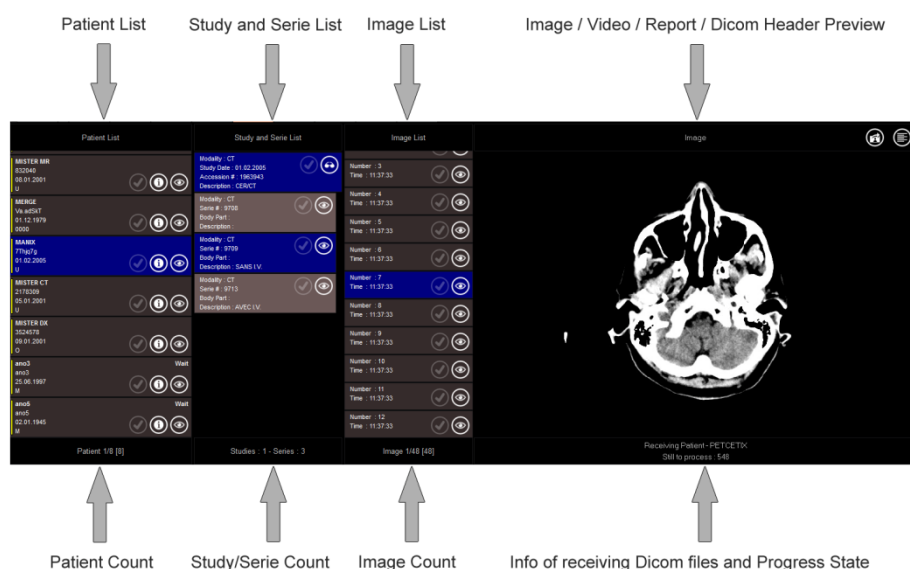 Patient List
Study and Serie List
Image List
Image / Video / Report / Dicom Header Preview
Patient List
Study and Serie List
Image List
Image
MISTER MR
832040
08.01.2001
U
MERGE
Va.adSkT
01.12.1979
0000
MANIX
7Thjq7g
01.02.2005
U
MISTER CT
2178309
05.01.2001
U
MISTER DX
3524578
09.01.2001
O
ano3
Wait
ano3
25.06.1997
M
ano5
Wait
ano5
02.01.1945
M
Modality : CT
Study Date : 01.02.2005
Accession # : 1963943
Description : CER/CT
Modality : CT
Serie # : 9708
Body Part :
Description :
Modality : CT
Serie # : 9709
Body Part :
Description : SANS I.V.
Modality : CT
Serie # : 9713
Body Part :
Description : AVEC I.V.
Number : 3
Time : 11:37:33
Number : 4
Time : 11:37:33
Number : 5
Time : 11:37:33
Number : 6
Time : 11:37:33
Number : 7
Time : 11:37:33
Number : 8
Time : 11:37:33
Number : 9
Time : 11:37:33
Number : 10
Time : 11:37:33
Number : 11
Time : 11:37:33
Number : 12
Time : 11:37:33
Patient 1/8 [8]
Studies : 1 - Series : 3
Image 1/48 [48]
Receiving Patient - PETCETIX
Still to process : 548
Patient Count
Study/Serie Count
Image Count
Info of receiving Dicom files and Progress State